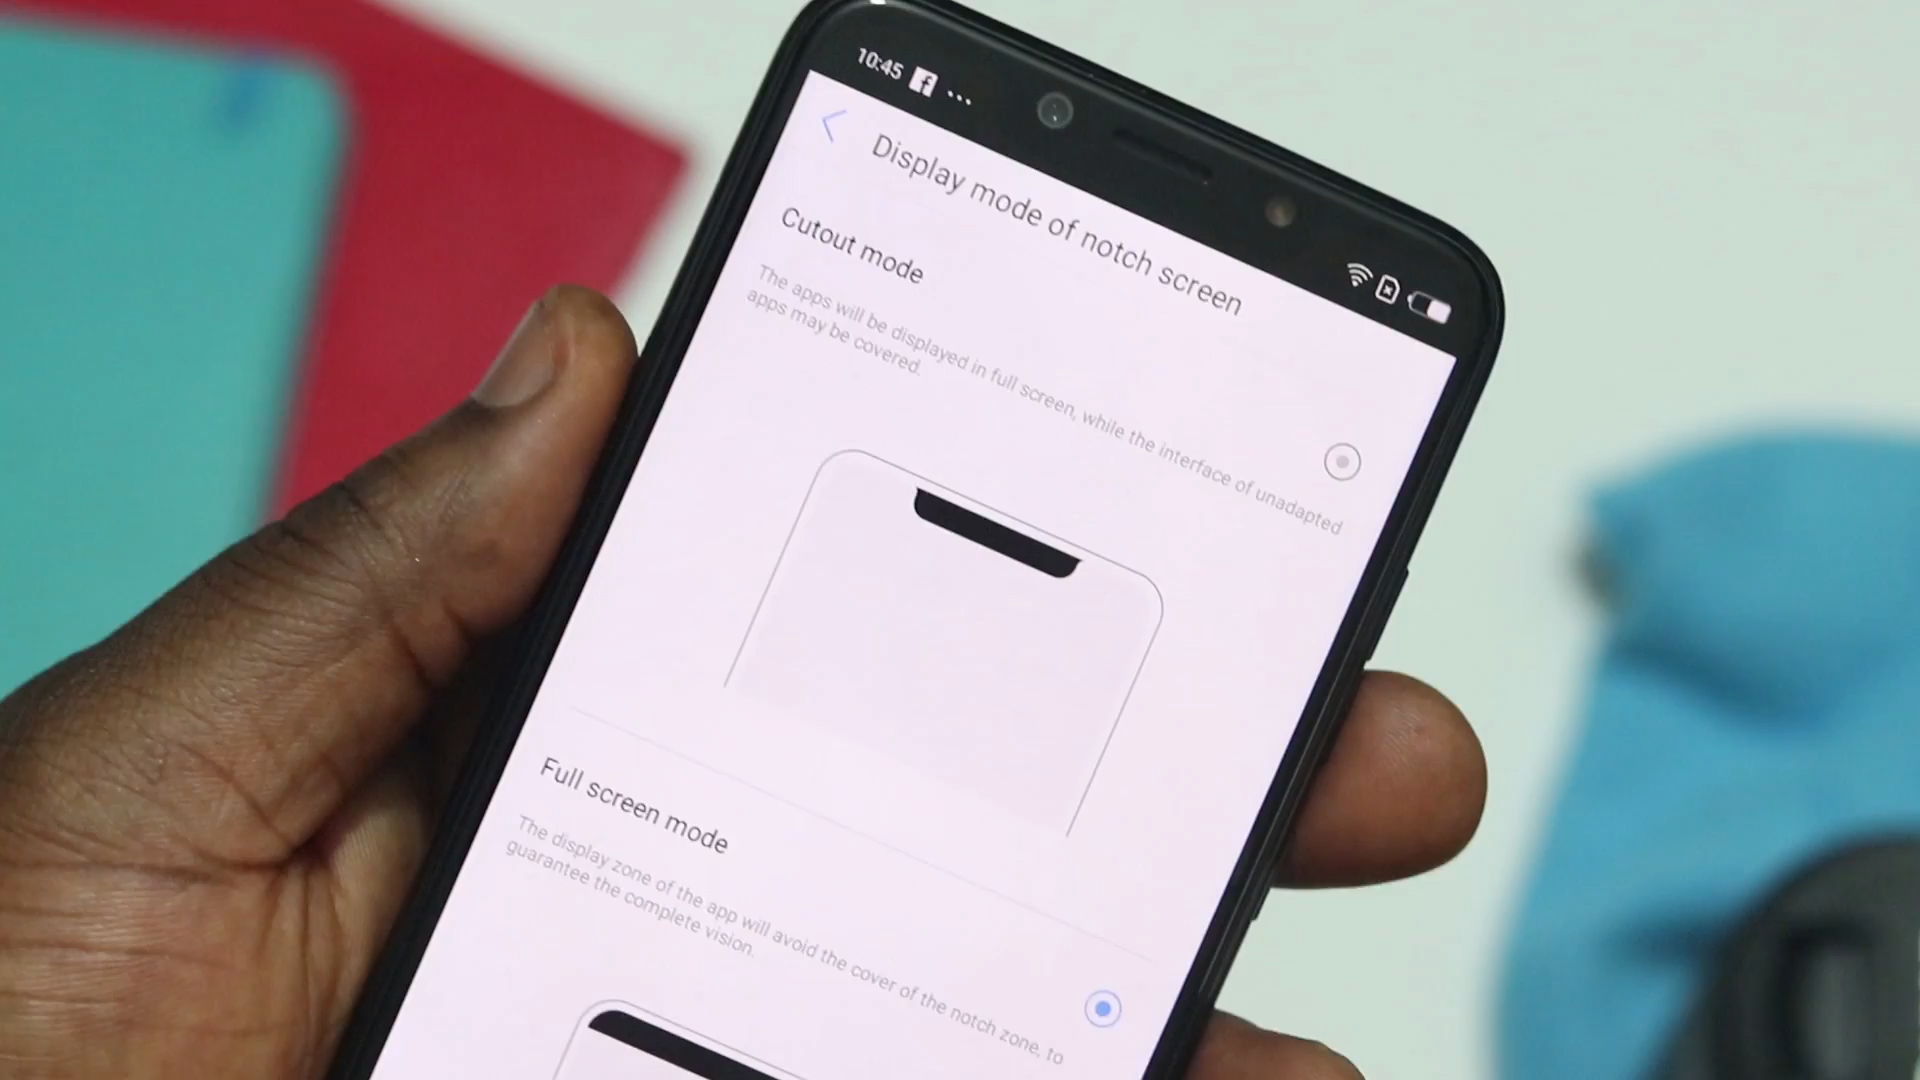 10:45
Display mode of notch screen
Cutout mode
The apps will be displayed in full screen, while the interface of unadapted
apps may be covered.
Full screen mode
The display zone of the app will avoid the cover of the notch zone, to
guarantee the complete vision.